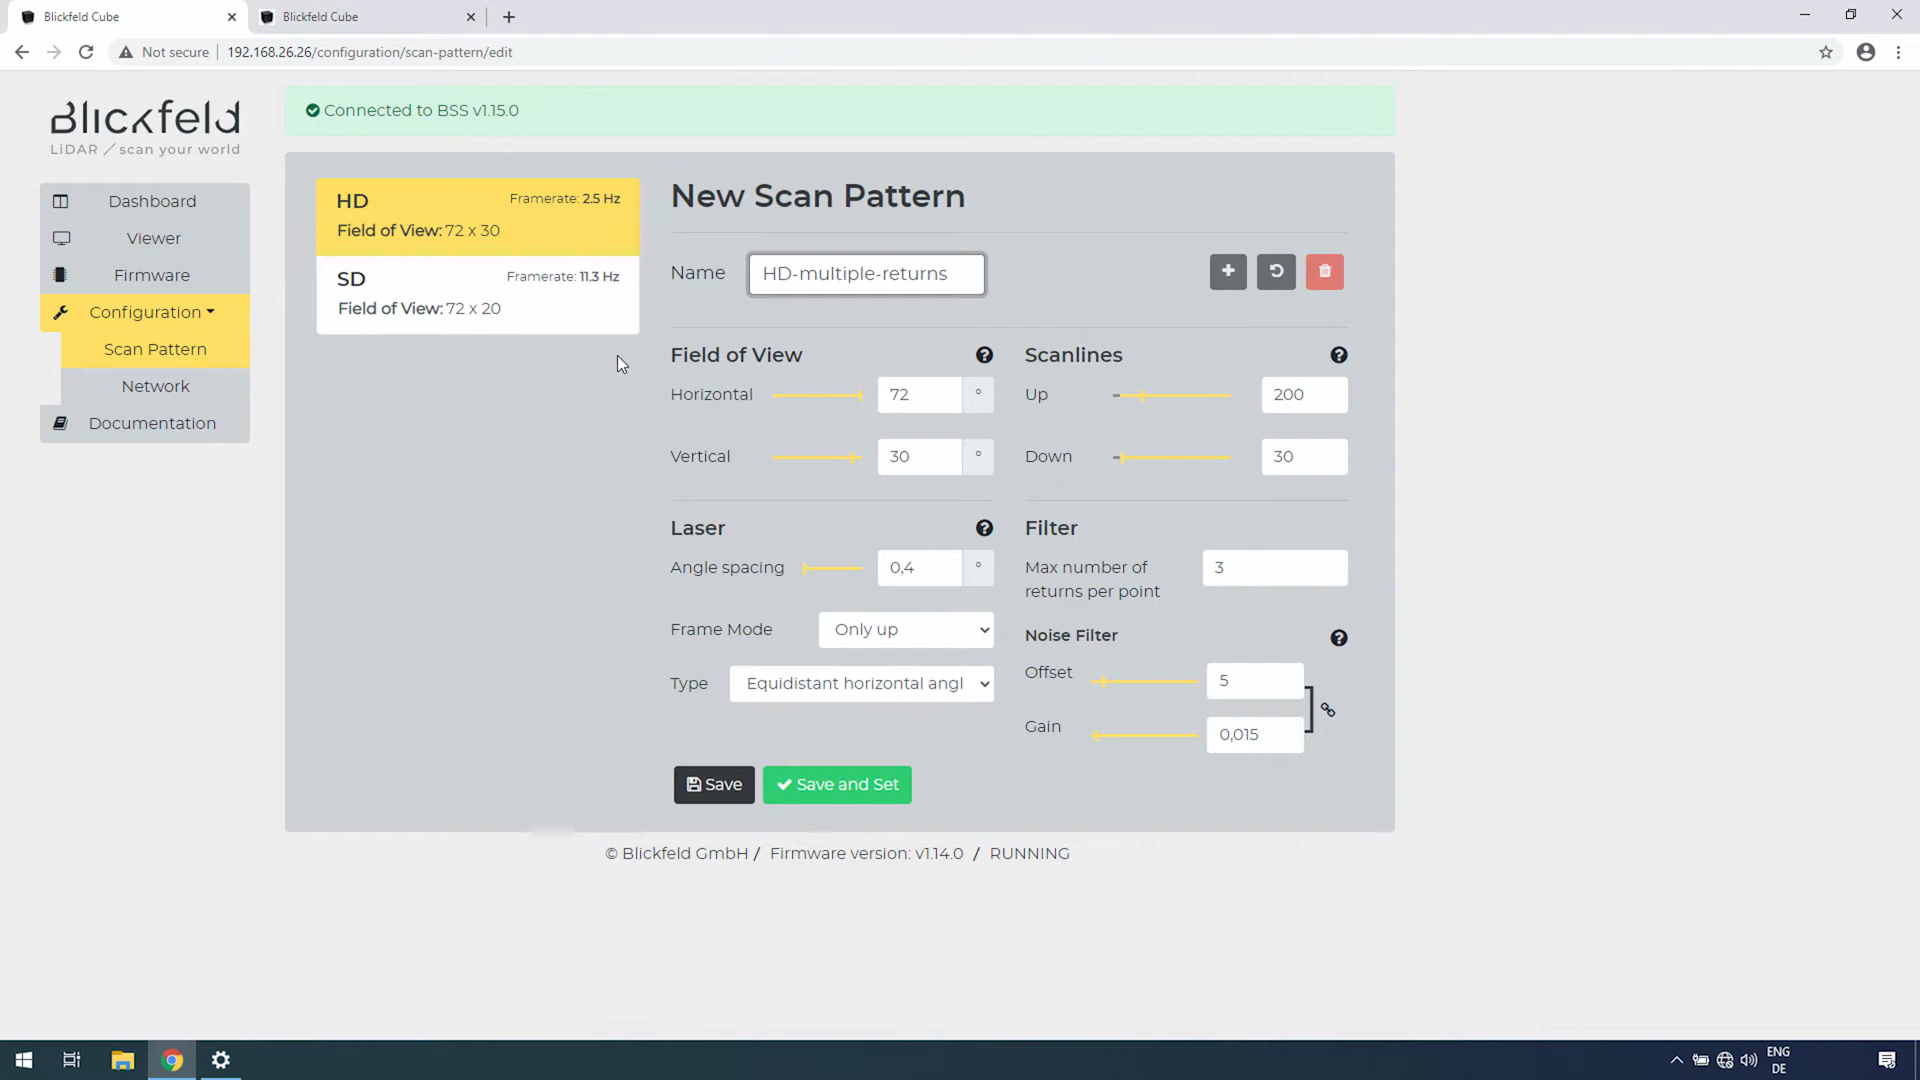 Blickfeld Cube
Blickfeld Cube
Not secure
192.168.26.26/configuration/scan-pattern/edit
Blickfeld
LiDAR / scan your world
Connected to BSS v1.15.0
Dashboard
Viewer
Firmware
Configuration
Scan Pattern
Network
Documentation
HD
Framerate: 2.5 Hz
Field of View: 72 x 30
SD
Framerate: 11.3 Hz
Field of View: 72 x 20
New Scan Pattern
Name
HD-multiple-returns
Field of View
Horizontal
72
°
Vertical
30
°
Scanlines
Up
200
Down
30
Laser
Angle spacing
0,4
°
Frame Mode
Only up
Type
Equidistant horizontal angl
Filter
Max number of
returns per point
3
Noise Filter
Offset
5
Gain
0,015
Save
Save and Set
© Blickfeld GmbH / Firmware version: v1.14.0 / RUNNING
ENG
DE